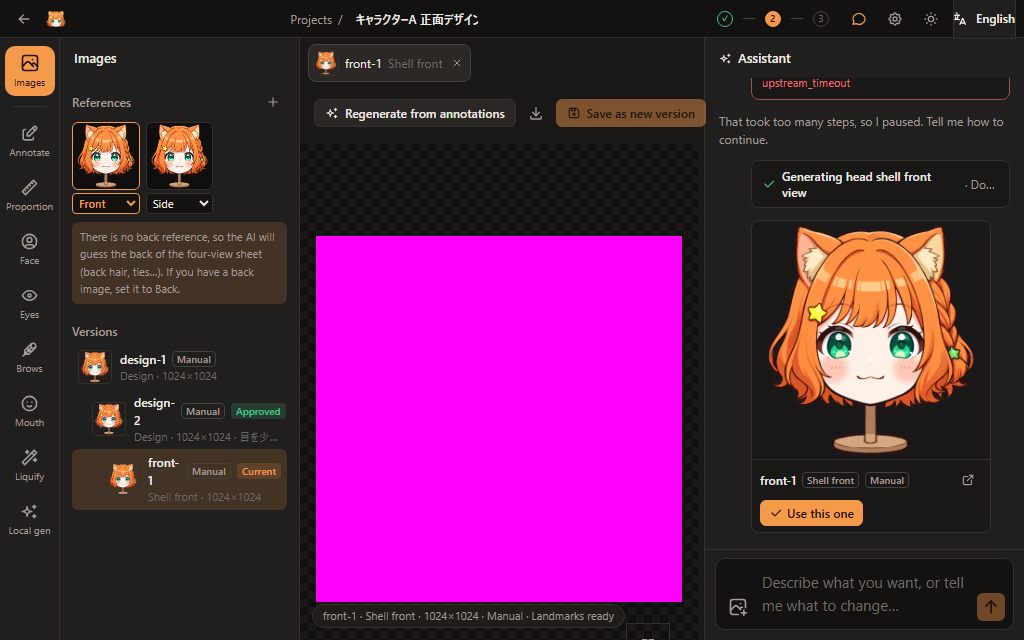 Projects / キャラクターA 正面デザイン
2
3
English
Images
Annotate
Proportion
Face
Eyes
Brows
Mouth
Liquify
Local gen
Images
References
Front
Side
There is no back reference, so the AI will
guess the back of the four-view sheet
(back hair, ties...). If you have a back
image, set it to Back.
Versions
design-1 Manual
Design · 1024×1024
design-2 Manual Approved
Design · 1024×1024 · 目を少...
front-1 Manual Current
Shell front · 1024×1024
front-1 Shell front
Regenerate from annotations
Save as new version
front-1 · Shell front · 1024×1024 · Manual · Landmarks ready
Assistant
upstream_timeout
That took too many steps, so I paused. Tell me how to
continue.
Generating head shell front
view
· Do...
front-1 Shell front Manual
Use this one
Describe what you want, or tell
me what to change...